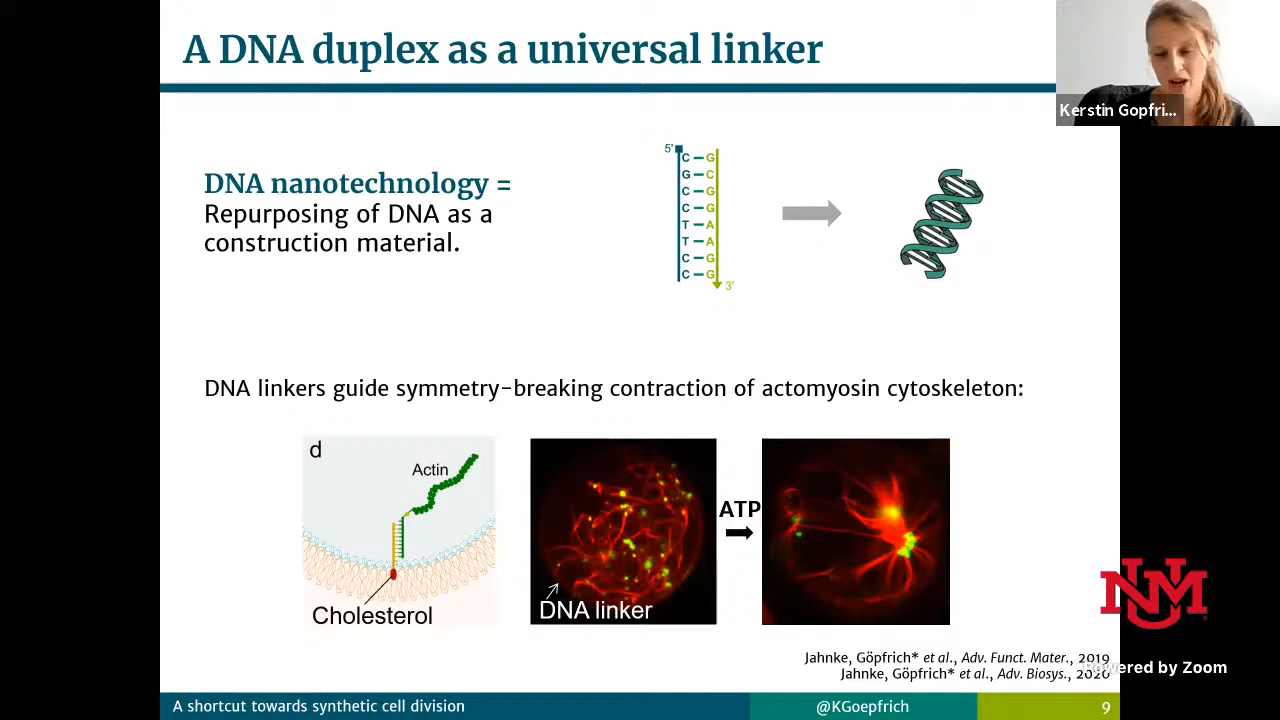 A DNA duplex as a universal linker
Kerstin Gopfri...
DNA nanotechnology =
Repurposing of DNA as a
construction material.
5'
C G
G C
C G
C G
T A
T A
C G
C G
3'
DNA linkers guide symmetry-breaking contraction of actomyosin cytoskeleton:
d
Actin
Cholesterol
DNA linker
ATP
UNM
Jahnke, Göpfrich* et al., Adv. Funct. Mater., 2019
Jahnke, Göpfrich* et al., Adv. Biosys., 2020
Powered by Zoom
A shortcut towards synthetic cell division
@KGoepfrich
9